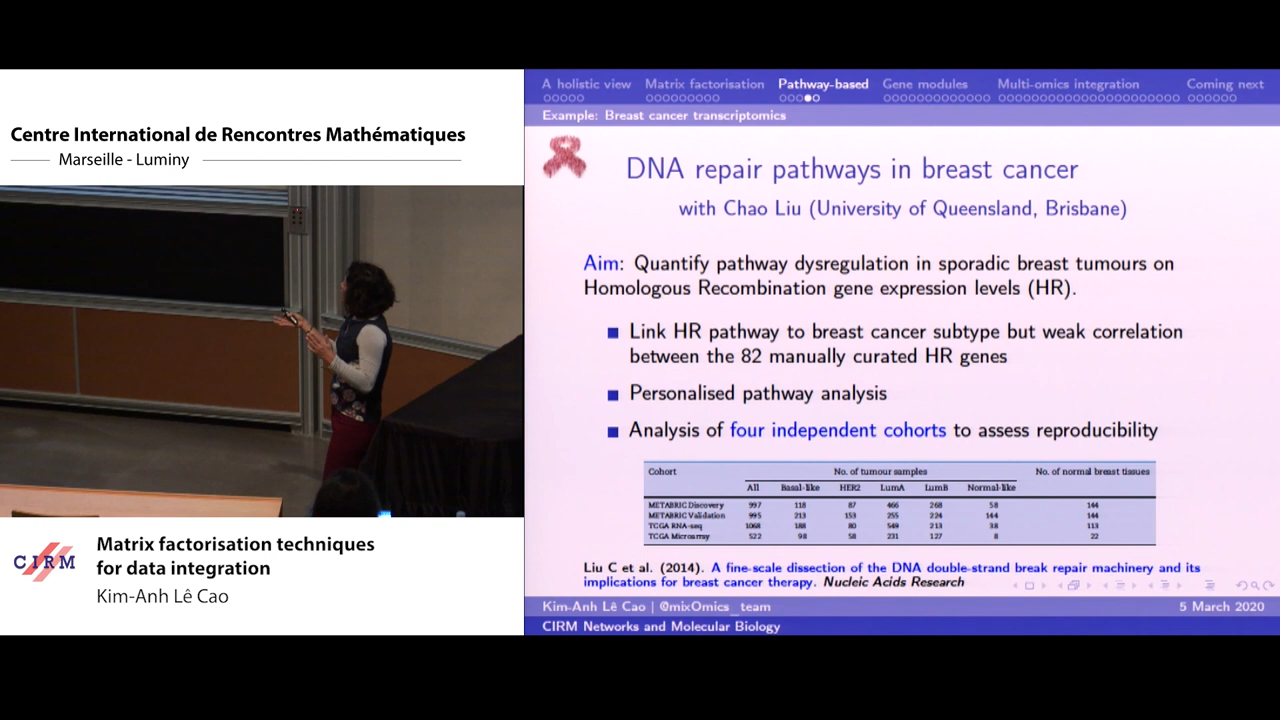 Centre International de Rencontres Mathématiques
Marseille - Luminy
CIRM
Matrix factorisation techniques
for data integration
Kim-Anh Lê Cao
A holistic view Matrix factorisation Pathway-based Gene modules Multi-omics integration Coming next
Example: Breast cancer transcriptomics
DNA repair pathways in breast cancer
with Chao Liu (University of Queensland, Brisbane)
Aim: Quantify pathway dysregulation in sporadic breast tumours on
Homologous Recombination gene expression levels (HR).
Link HR pathway to breast cancer subtype but weak correlation
between the 82 manually curated HR genes
Personalised pathway analysis
Analysis of four independent cohorts to assess reproducibility
Cohort No. of tumour samples No. of normal breast tissues
All Basal-like HER2 LumA LumB Normal-like
METABRIC Discovery 997 118 87 466 268 58 144
METABRIC Validation 995 213 153 255 224 144 144
TCGA RNA-seq 1068 188 80 549 213 38 113
TCGA Microarray 522 98 58 231 127 8 22
Liu C et al. (2014). A fine-scale dissection of the DNA double-strand break repair machinery and its
implications for breast cancer therapy. Nucleic Acids Research
Kim-Anh Lê Cao | @mixOmics_team 5 March 2020
CIRM Networks and Molecular Biology